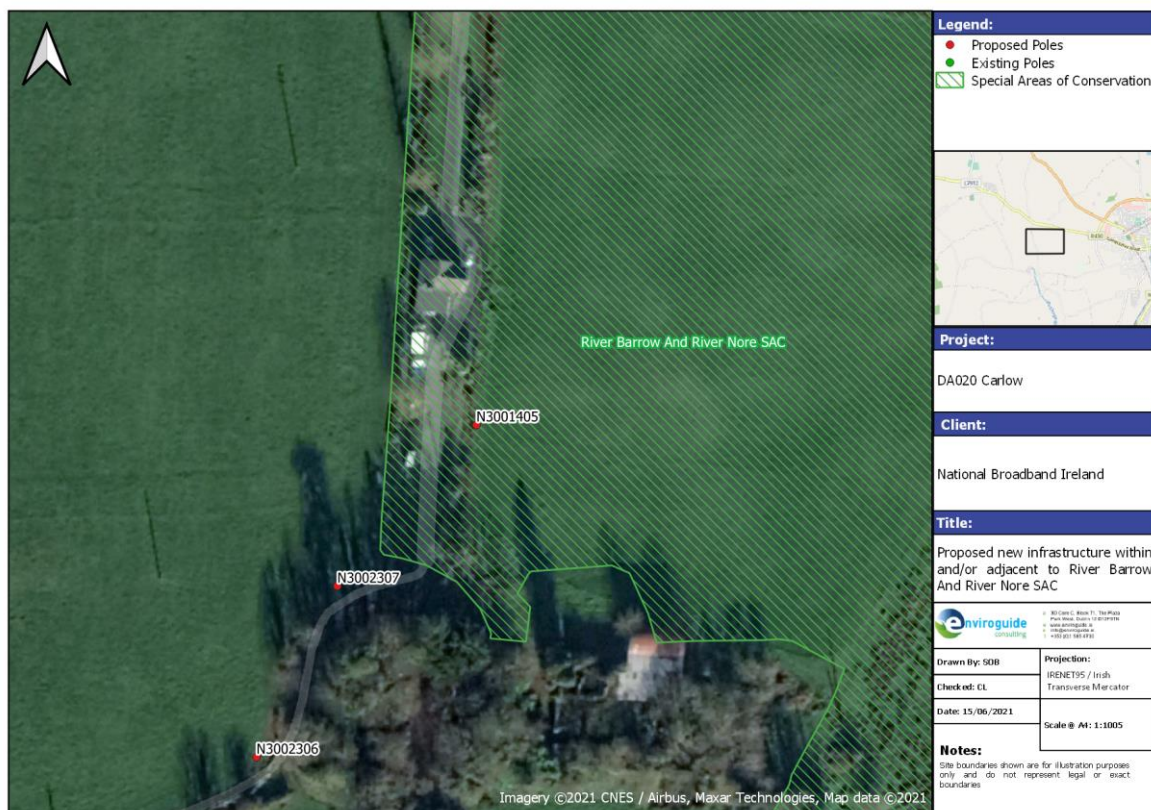 River Barrow And River Nore SAC
N3001405
N3002307
N3002306
Imagery ©2021 CNES / Airbus, Maxar Technologies, Map data ©2021
Legend:
Proposed Poles
Existing Poles
Special Areas of Conservation
Project:
DA020 Carlow
Client:
National Broadband Ireland
Title:
Proposed new infrastructure within
and/or adjacent to River Barrow
And River Nore SAC
enviroguide
consulting
Drawn By: SOB
Checked: CL
Date: 15/06/2021
Projection:
IRENET95 / Irish
Transverse Mercator
Scale @ A4: 1:1005
Notes:
Site boundaries shown are for illustration purposes
only and do not represent legal or exact
boundaries